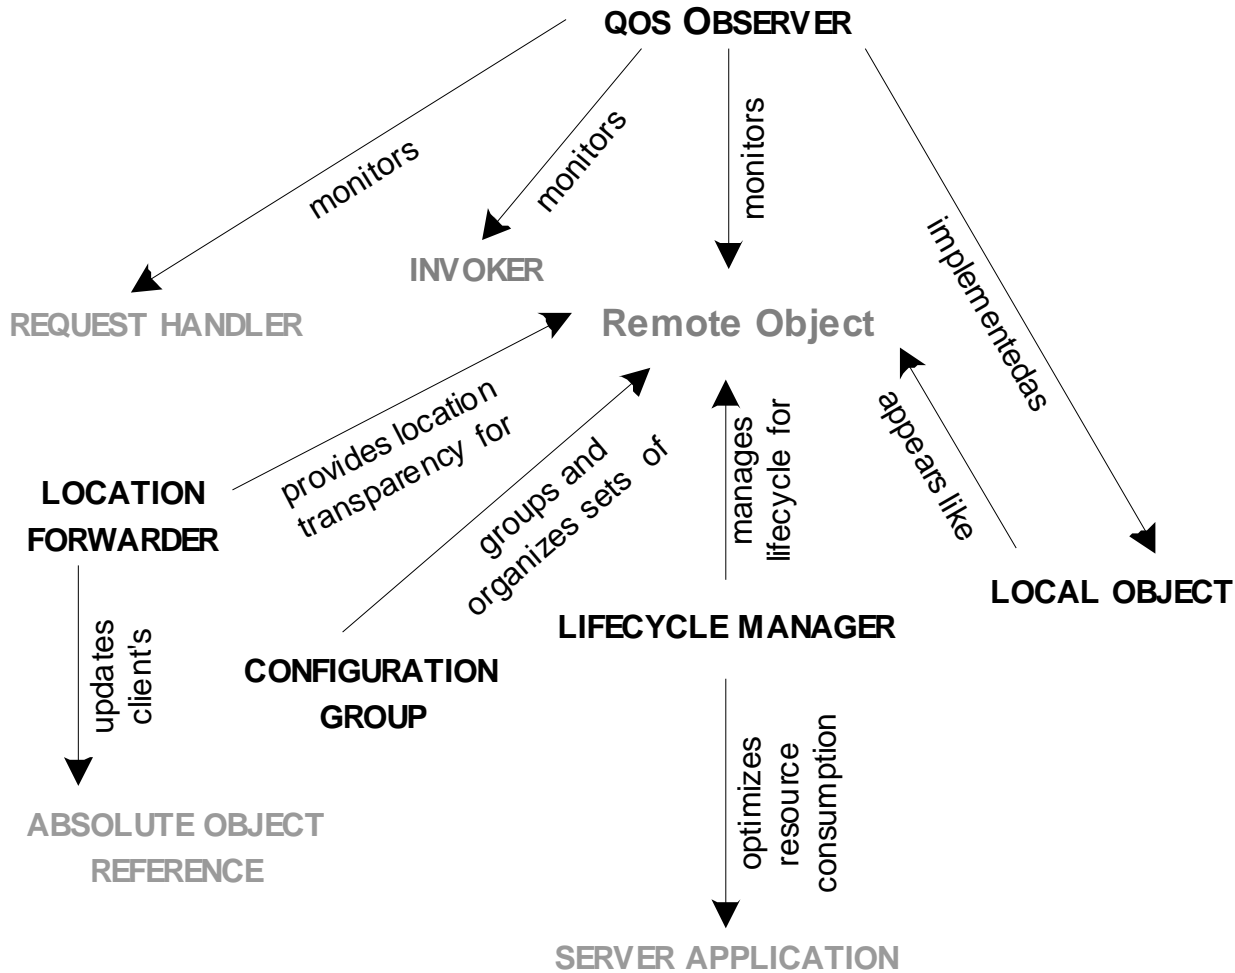 QOS OBSERVER
monitors
monitors
monitors
implementedas
INVOKER
REQUEST HANDLER
Remote Object
provides location
transparency for
groups and
organizes sets of
manages
lifecycle for
appears like
LOCATION
FORWARDER
LOCAL OBJECT
LIFECYCLE MANAGER
CONFIGURATION
GROUP
updates
client's
optimizes
resource
consumption
ABSOLUTE OBJECT
REFERENCE
SERVER APPLICATION